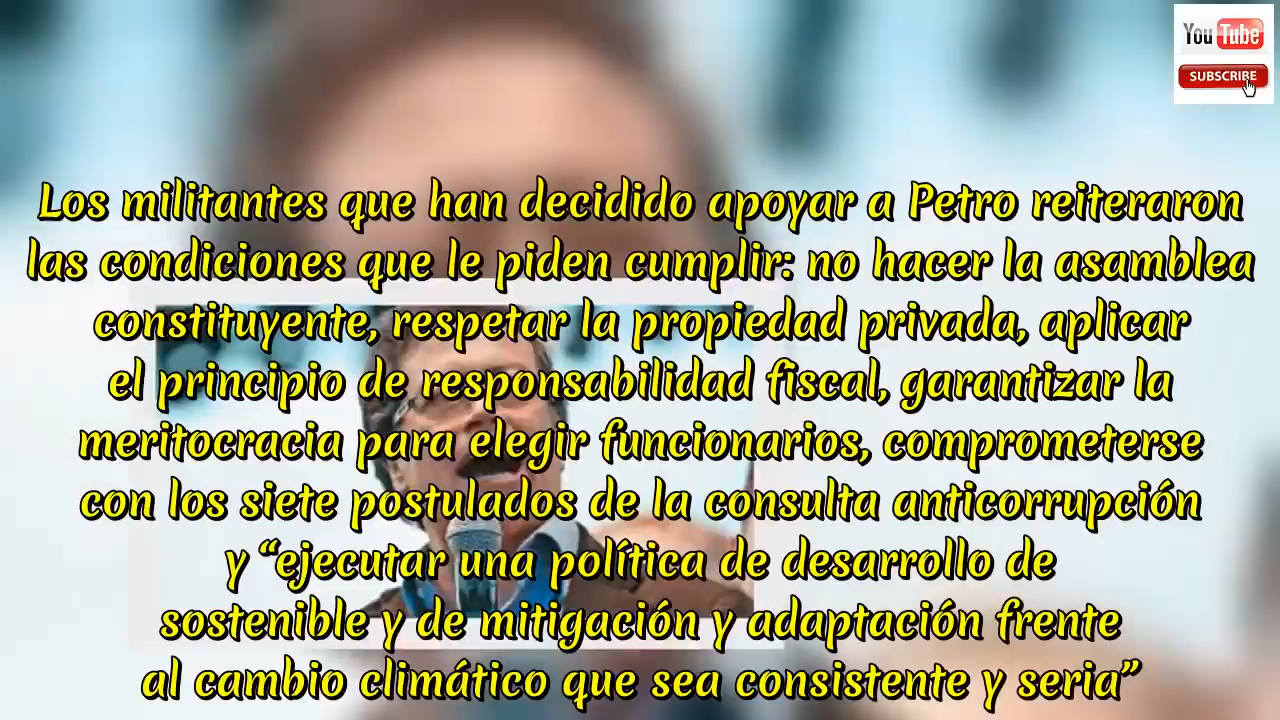 You Tube
SUBSCRIBE
Los militantes que han decidido apoyar a Petro reiteraron
las condiciones que le piden cumplir: no hacer la asamblea
constituyente, respetar la propiedad privada, aplicar
el principio de responsabilidad fiscal, garantizar la
meritocracia para elegir funcionarios, comprometerse
con los siete postulados de la consulta anticorrupción
y “ejecutar una política de desarrollo de
sostenible y de mitigación y adaptación frente
al cambio climático que sea consistente y seria”